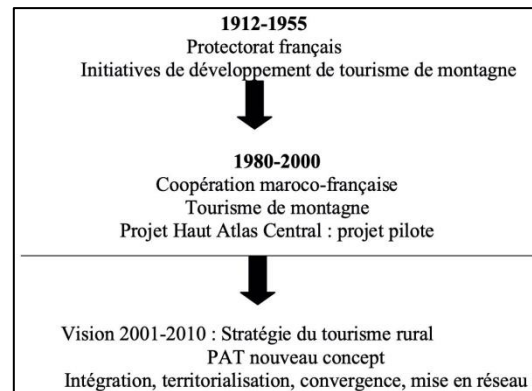 1912-1955
Protectorat français
Initiatives de développement de tourisme de montagne
1980-2000
Coopération maroco-française
Tourisme de montagne
Projet Haut Atlas Central : projet pilote
Vision 2001-2010 : Stratégie du tourisme rural
PAT nouveau concept
Intégration, territorialisation, convergence, mise en réseau